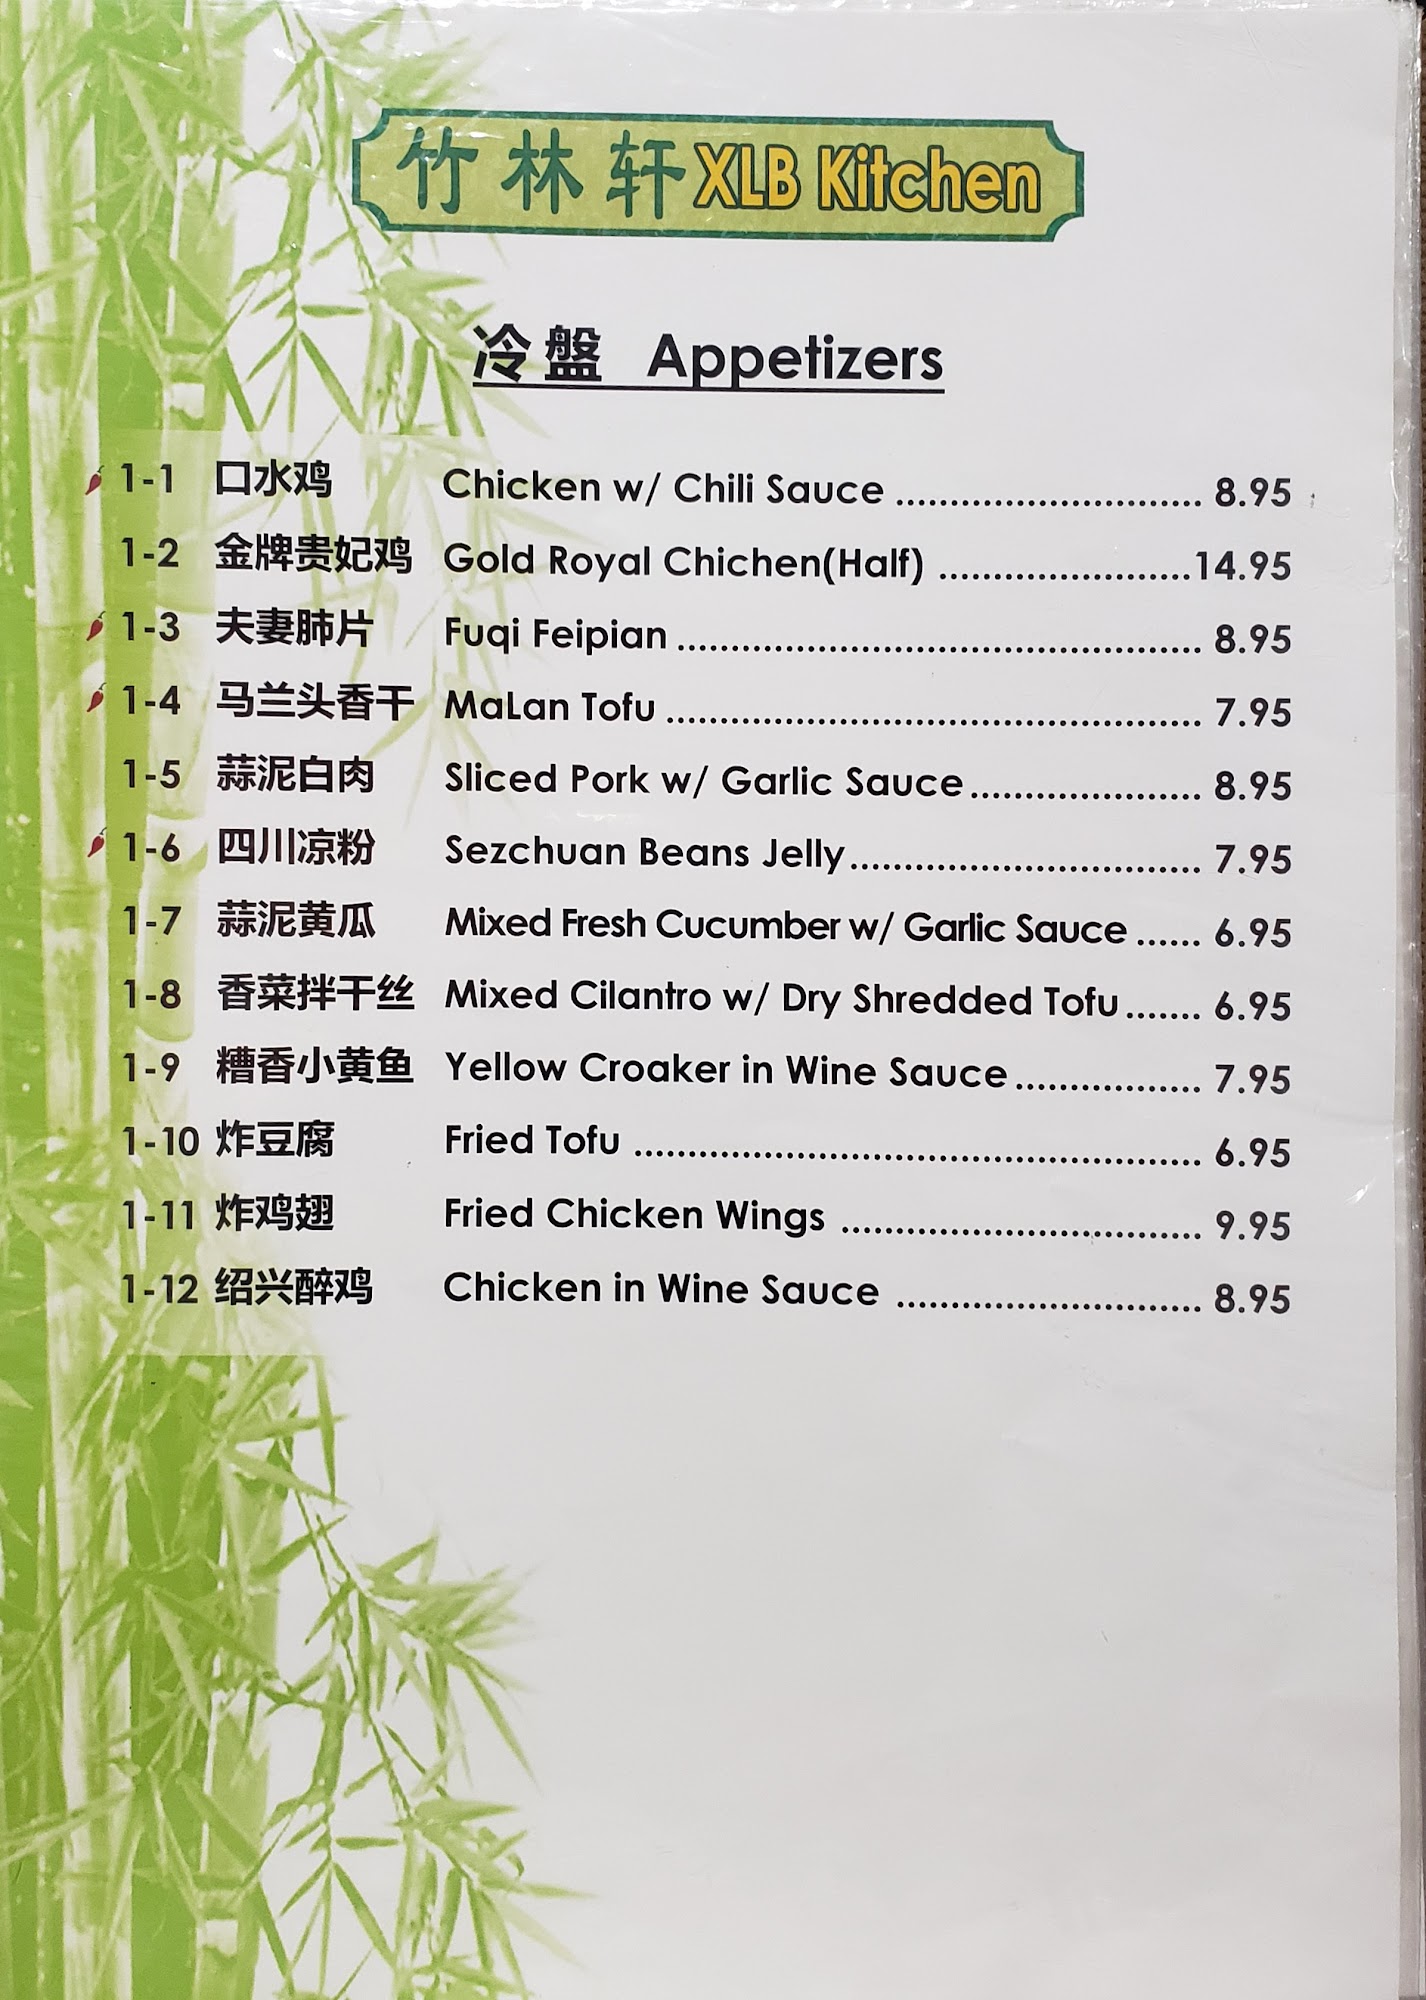 竹林轩 XLB Kitchen
冷盤 Appetizers
1-1 口水鸡 Chicken w/ Chili Sauce ............................ 8.95
1-2 金牌贵妃鸡 Gold Royal Chichen(Half) .......................14.95
1-3 夫妻肺片 Fuqi Feipian ................................................ 8.95
1-4 马兰头香干 MaLan Tofu ................................................. 7.95
1-5 蒜泥白肉 Sliced Pork w/ Garlic Sauce..................... 8.95
1-6 四川凉粉 Sezchuan Beans Jelly................................ 7.95
1-7 蒜泥黄瓜 Mixed Fresh Cucumber w/ Garlic Sauce ...... 6.95
1-8 香菜拌干丝 Mixed Cilantro w/ Dry Shredded Tofu....... 6.95
1-9 糟香小黄鱼 Yellow Croaker in Wine Sauce................. 7.95
1-10 炸豆腐 Fried Tofu .................................................... 6.95
1-11 炸鸡翅 Fried Chicken Wings ................................. 9.95
1-12 绍兴醉鸡 Chicken in Wine Sauce ............................ 8.95